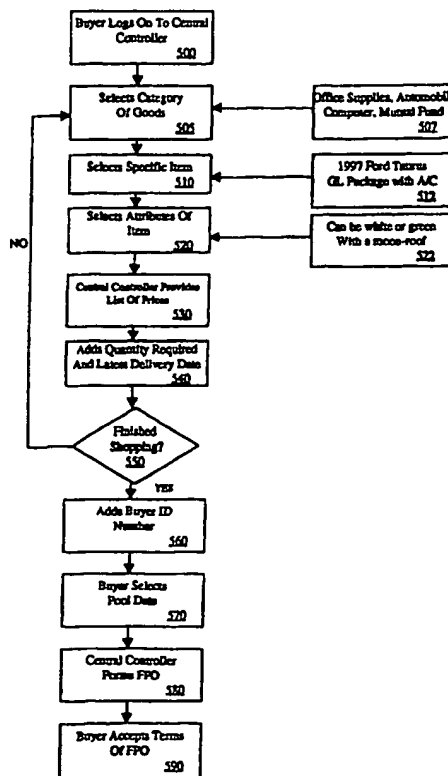 Buyer Logs On To Central
Controller
500
Selects Category
Of Goods
505
Office Supplies, Automobil
Computer, Mutual Fund
507
Selects Specific Item
510
1997 Ford Taurus
GL Package with A/C
512
Selects Attributes Of
Item
520
Can be white or green
With a moon-roof
522
NO
Central Controller Provides
List Of Prices
530
Adds Quantity Required
And Latest Delivery Date
540
Finished
Shopping?
550
YES
Adds Buyer ID
Number
560
Buyer Selects
Pool Date
570
Central Controller
Forms FPO
580
Buyer Accepts Terms
Of FPO
590